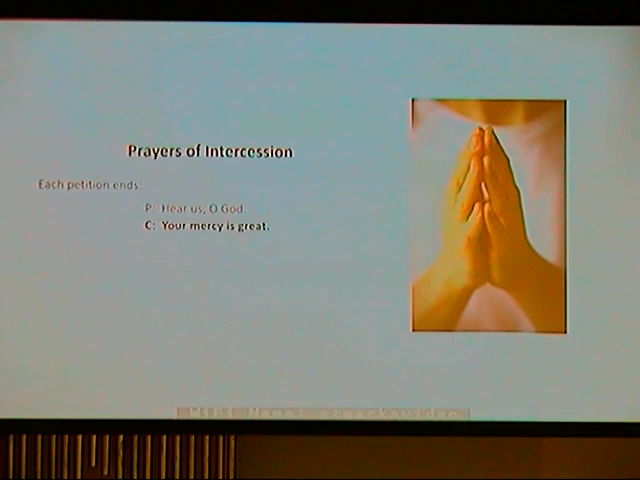 Prayers of Intercession
Each petition ends:
P: Hear us, O God
C: Your mercy is great.